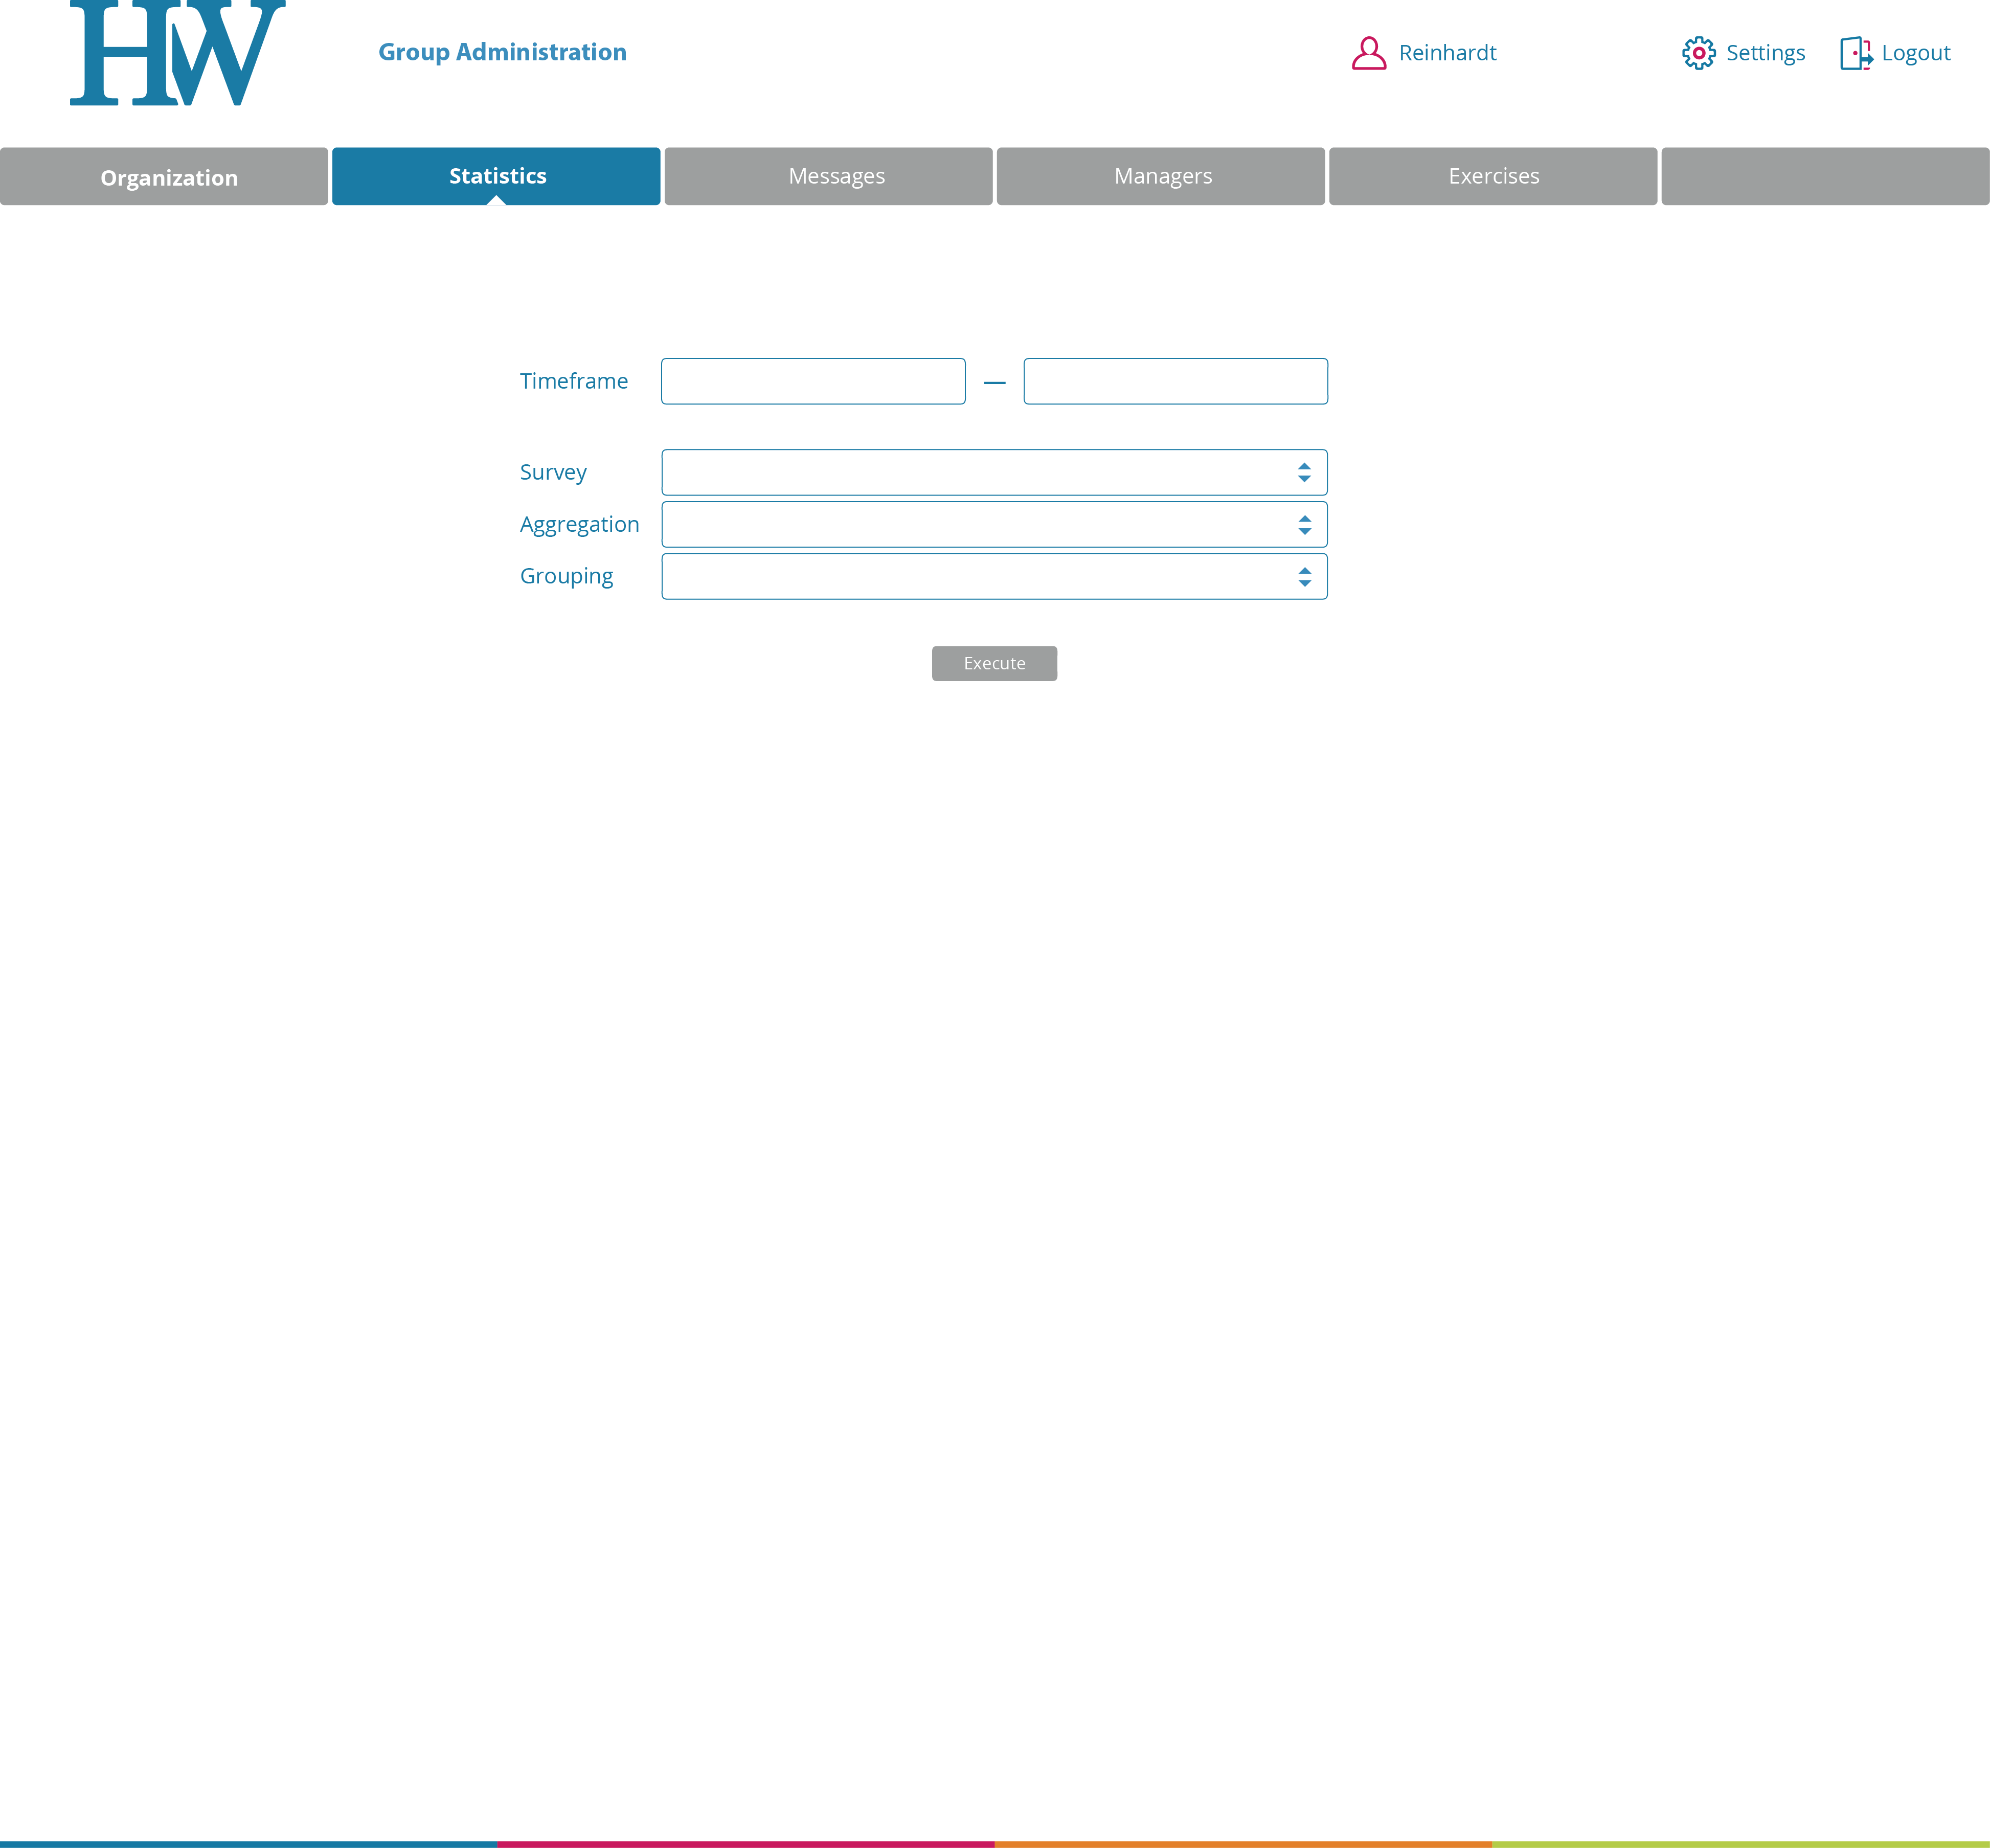 HW
Group Administration
Reinhardt
Settings
Logout
Organization
Statistics
Messages
Managers
Exercises
Timeframe
—
Survey
Aggregation
Grouping
Execute